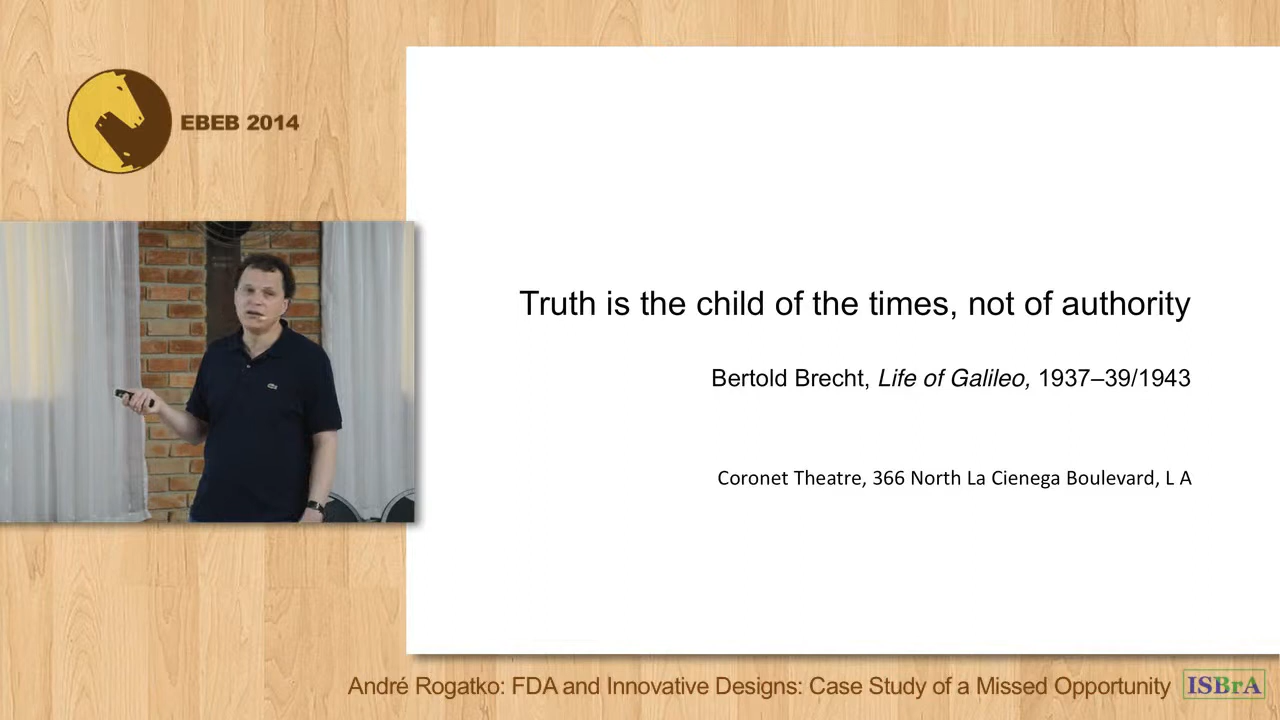 EBEB 2014
Truth is the child of the times, not of authority
Bertold Brecht, Life of Galileo, 1937–39/1943
Coronet Theatre, 366 North La Cienega Boulevard, L A
André Rogatko: FDA and Innovative Designs: Case Study of a Missed Opportunity
ISBrA